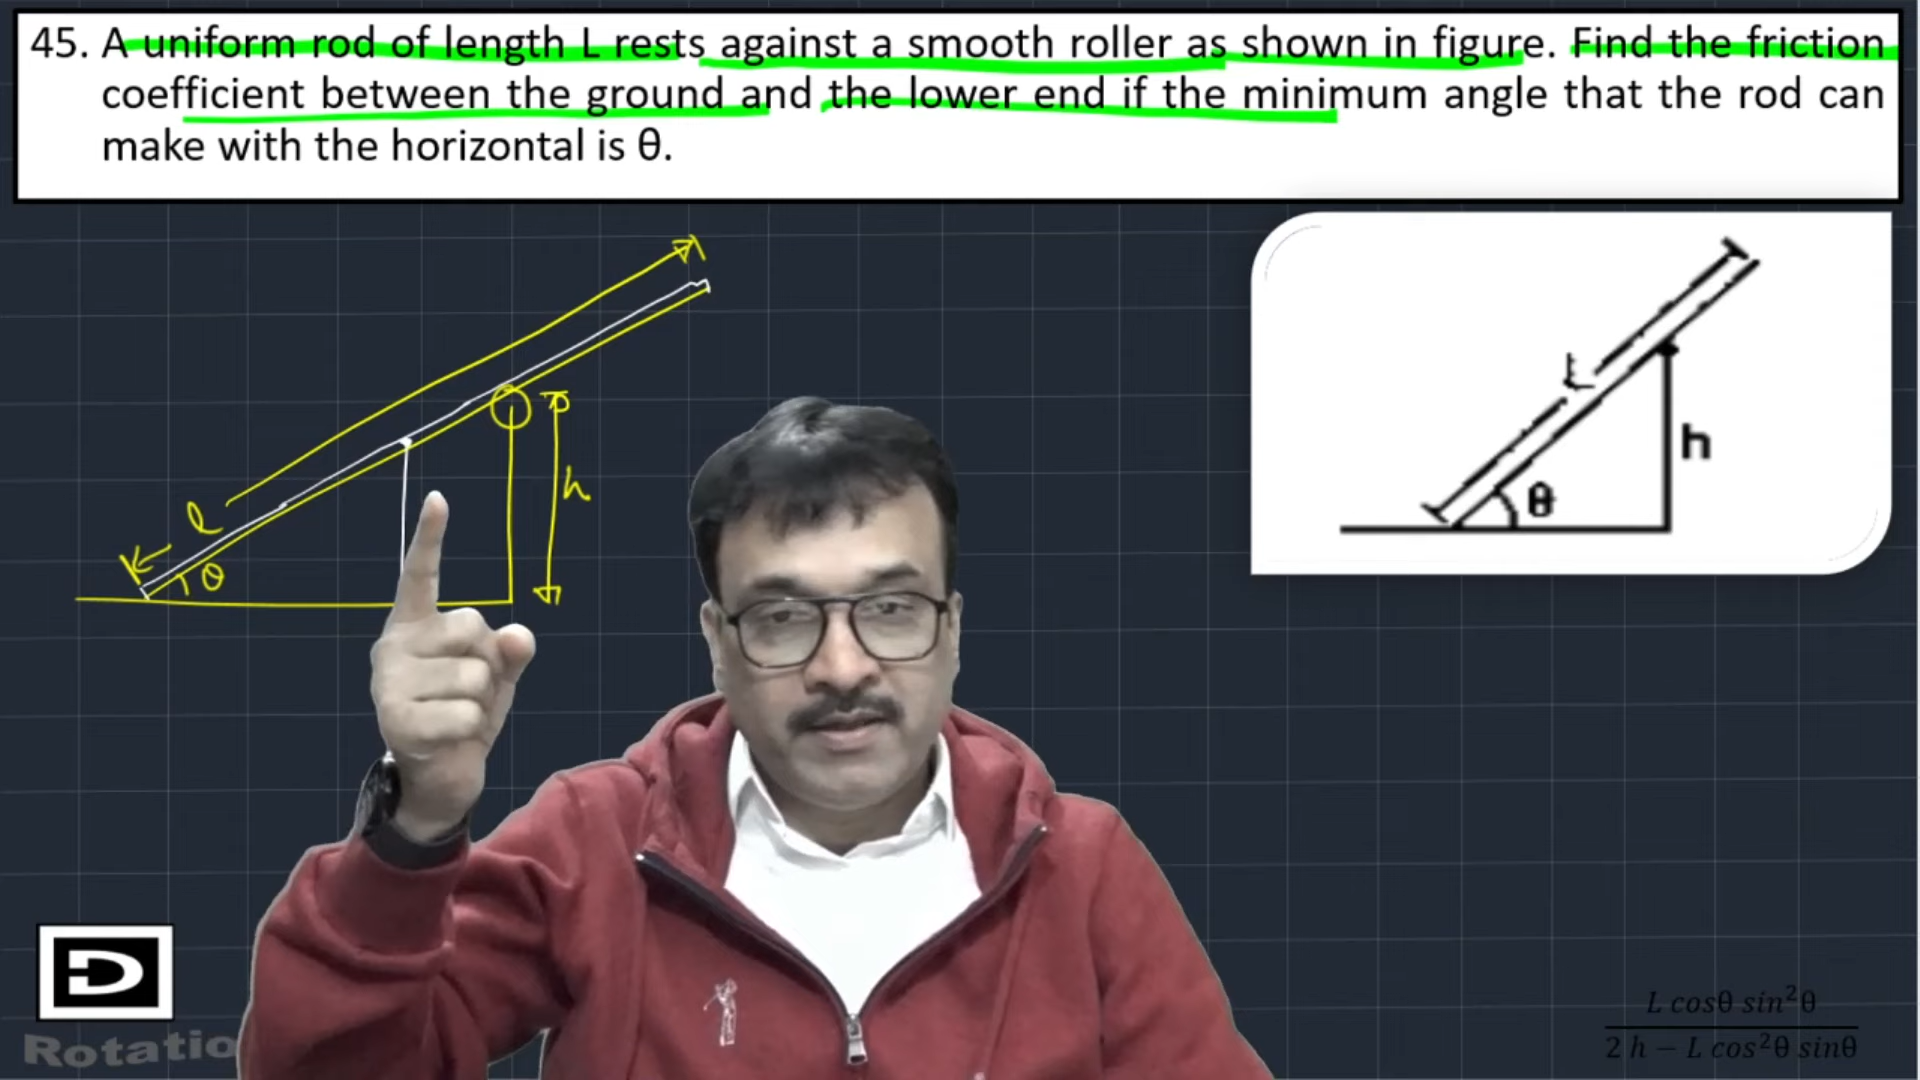 45. A uniform rod of length L rests against a smooth roller as shown in figure. Find the friction
coefficient between the ground and the lower end if the minimum angle that the rod can
make with the horizontal is θ.
l
θ
h
L
θ
h
D
Rotatio
L cosθ sin²θ
2 h − L cos²θ sinθ